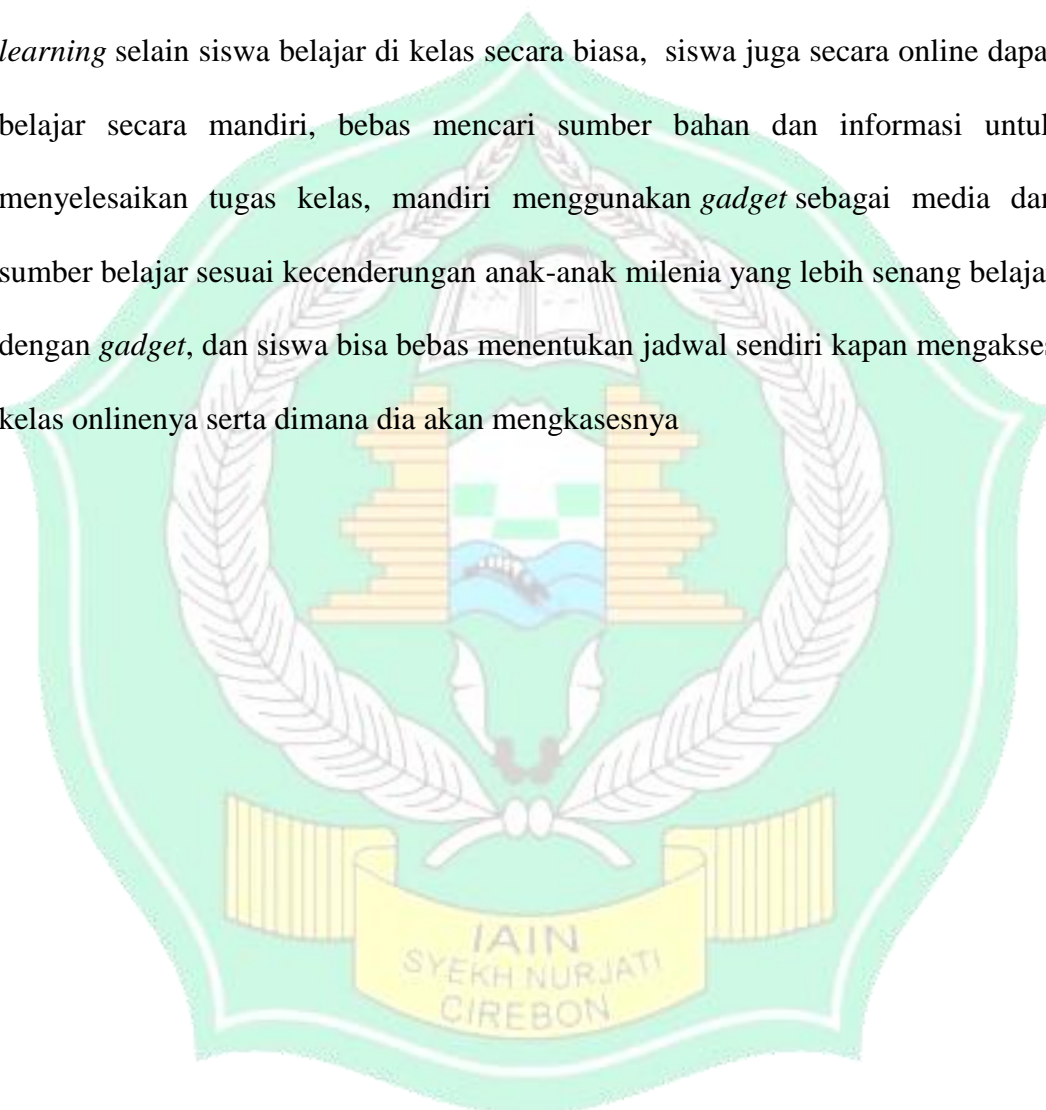 learning selain siswa belajar di kelas secara biasa, siswa juga secara online dapa
belajar secara mandiri, bebas mencari sumber bahan dan informasi untuk
menyelesaikan tugas kelas, mandiri menggunakan gadget sebagai media dan
sumber belajar sesuai kecenderungan anak-anak milenia yang lebih senang belaja
dengan gadget, dan siswa bisa bebas menentukan jadwal sendiri kapan mengakses
kelas onlinenya serta dimana dia akan mengkasesnya
IAIN
SYEKH NURJATI
CIREBON